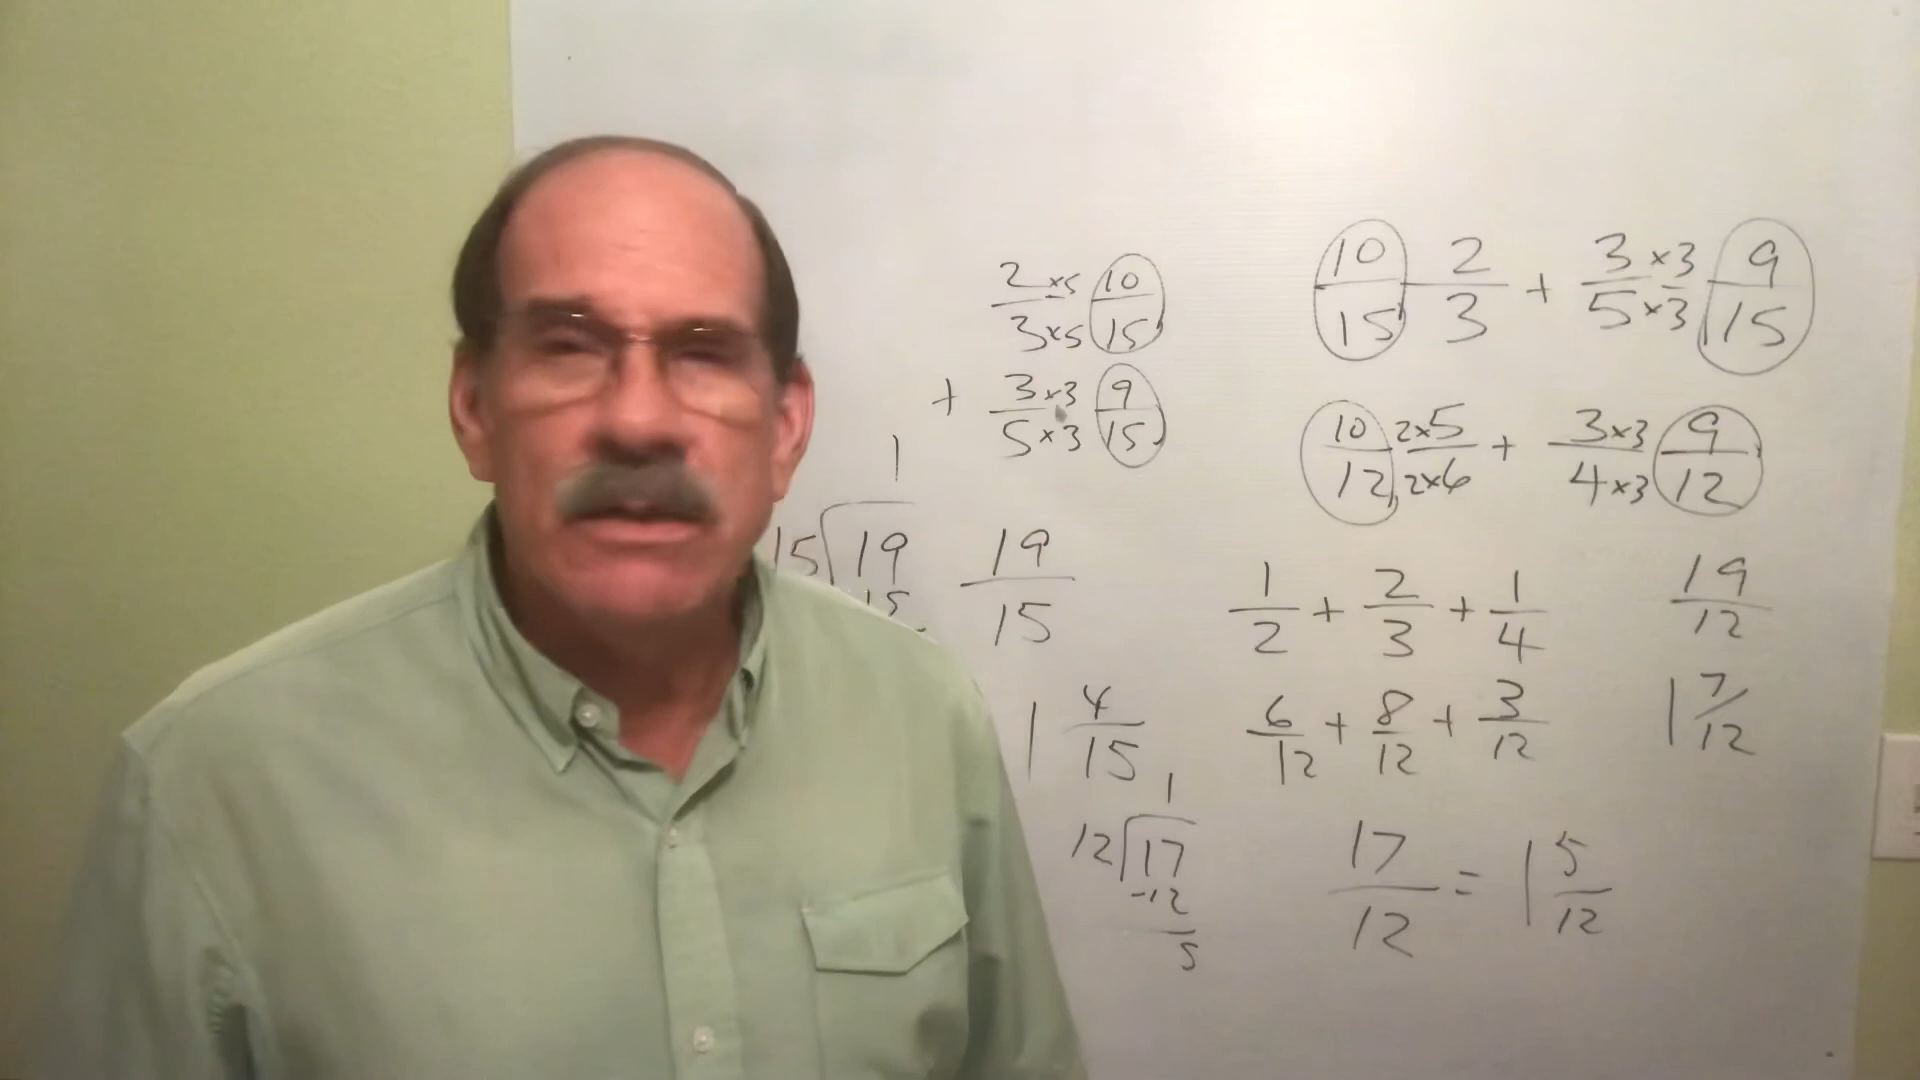 2 ×5 10
3 ×5 15
+ 3 ×3 9
5 ×3 15
1
15 19
15
19
15
1 4
15
10 2 + 3 ×3 9
15 3 5 ×3 15
10 2×5 + 3×3 9
12 2×6 4×3 12
19
12
1 7/12
1 + 2 + 1
2 3 4
6 + 8 + 3
12 12 12
1
12 17
-12
5
17 = 1 5
12 12